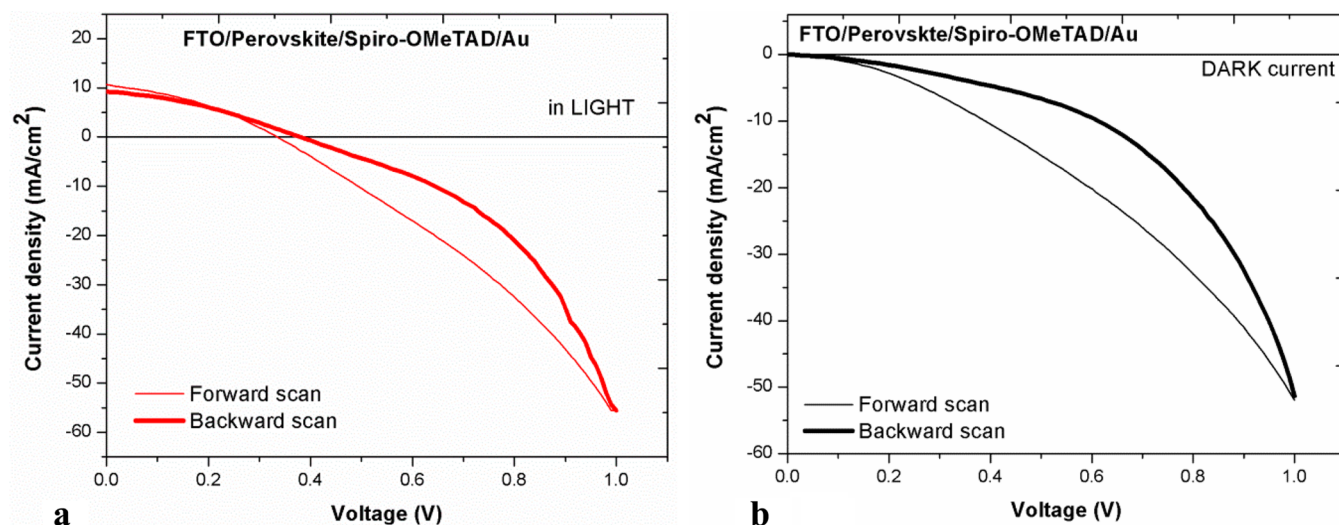 FTO/Perovskite/Spiro-OMeTAD/Au
in LIGHT
Current density (mA/cm²)
20
10
0
-10
-20
-30
-40
-50
-60
Forward scan
Backward scan
0.0
0.2
0.4
0.6
0.8
1.0
Voltage (V)
a
FTO/Perovskte/Spiro-OMeTAD/Au
DARK current
Current density (mA/cm²)
0
-10
-20
-30
-40
-50
-60
Forward scan
Backward scan
0.0
0.2
0.4
0.6
0.8
1.0
Voltage (V)
b